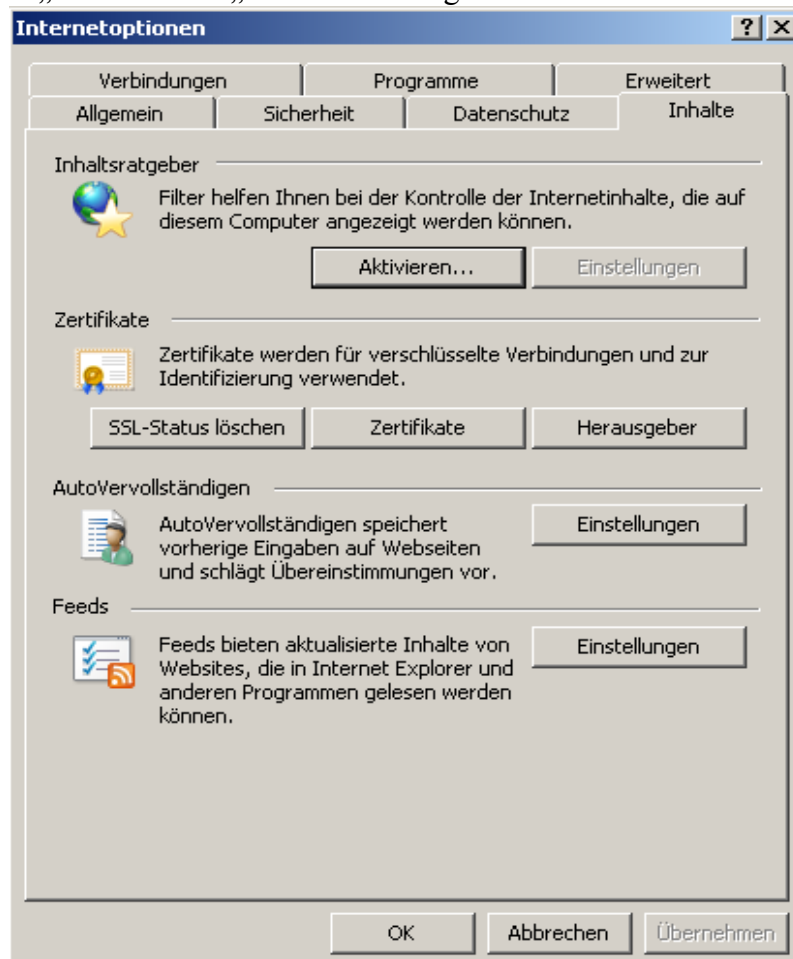 Internetoptionen
Verbindungen Programme Erweitert
Allgemein Sicherheit Datenschutz Inhalte
Inhaltsratgeber
Filter helfen Ihnen bei der Kontrolle der Internetinhalte, die auf
diesem Computer angezeigt werden können.
Aktivieren... Einstellungen
Zertifikate
Zertifikate werden für verschlüsselte Verbindungen und zur
Identifizierung verwendet.
SSL-Status löschen Zertifikate Herausgeber
AutoVervollständigen
AutoVervollständigen speichert
vorherige Eingaben auf Webseiten
und schlägt Übereinstimmungen vor.
Einstellungen
Feeds
Feeds bieten aktualisierte Inhalte von
Websites, die in Internet Explorer und
anderen Programmen gelesen werden
können.
Einstellungen
OK Abbrechen Übernehmen